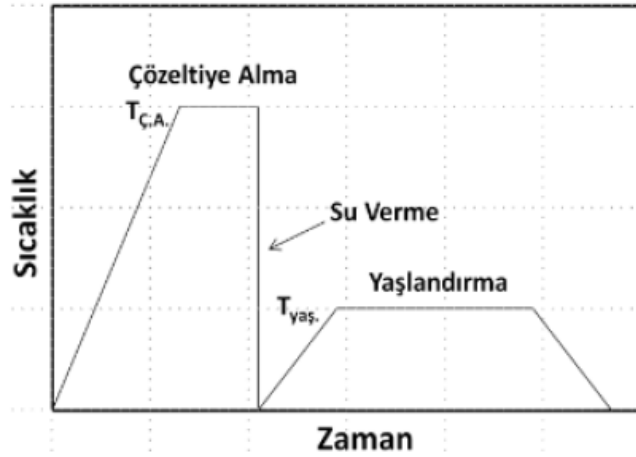 Çözeltiye Alma
TÇ.A.
Su Verme
Yaşlandırma
Tyaş.
Sıcaklık
Zaman